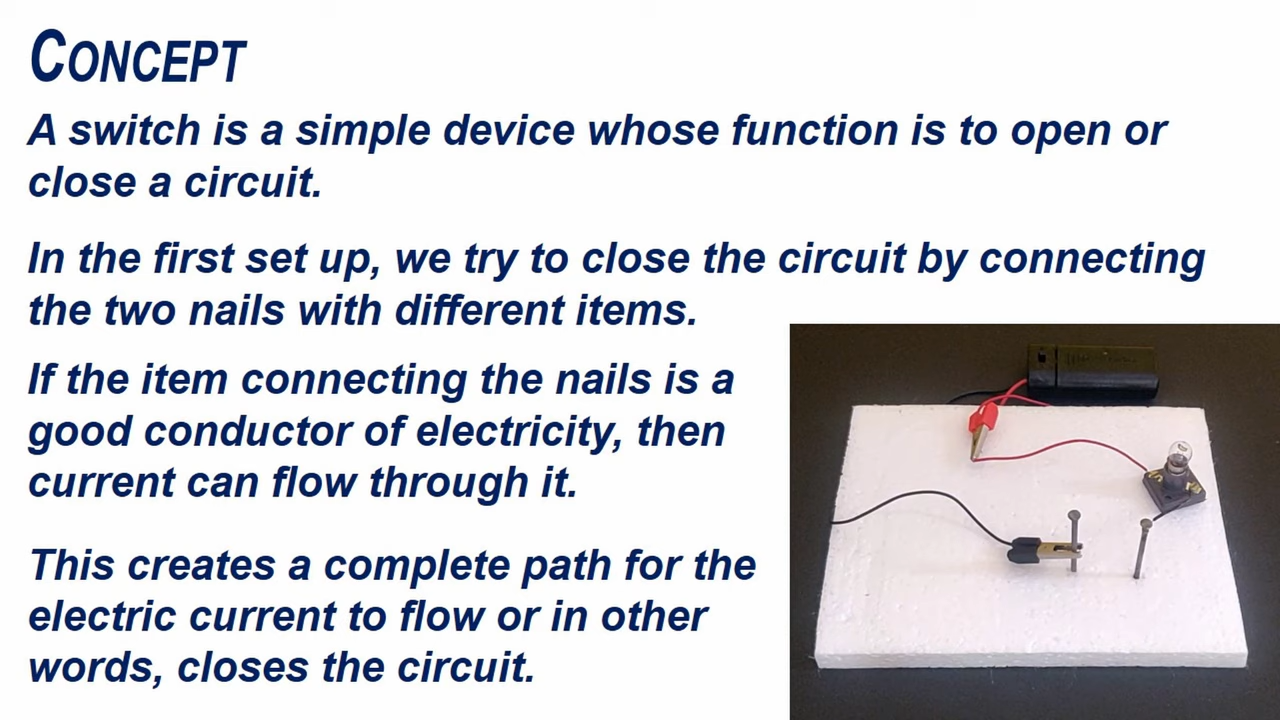 CONCEPT
A switch is a simple device whose function is to open or
close a circuit.
In the first set up, we try to close the circuit by connecting
the two nails with different items.
If the item connecting the nails is a
good conductor of electricity, then
current can flow through it.
This creates a complete path for the
electric current to flow or in other
words, closes the circuit.